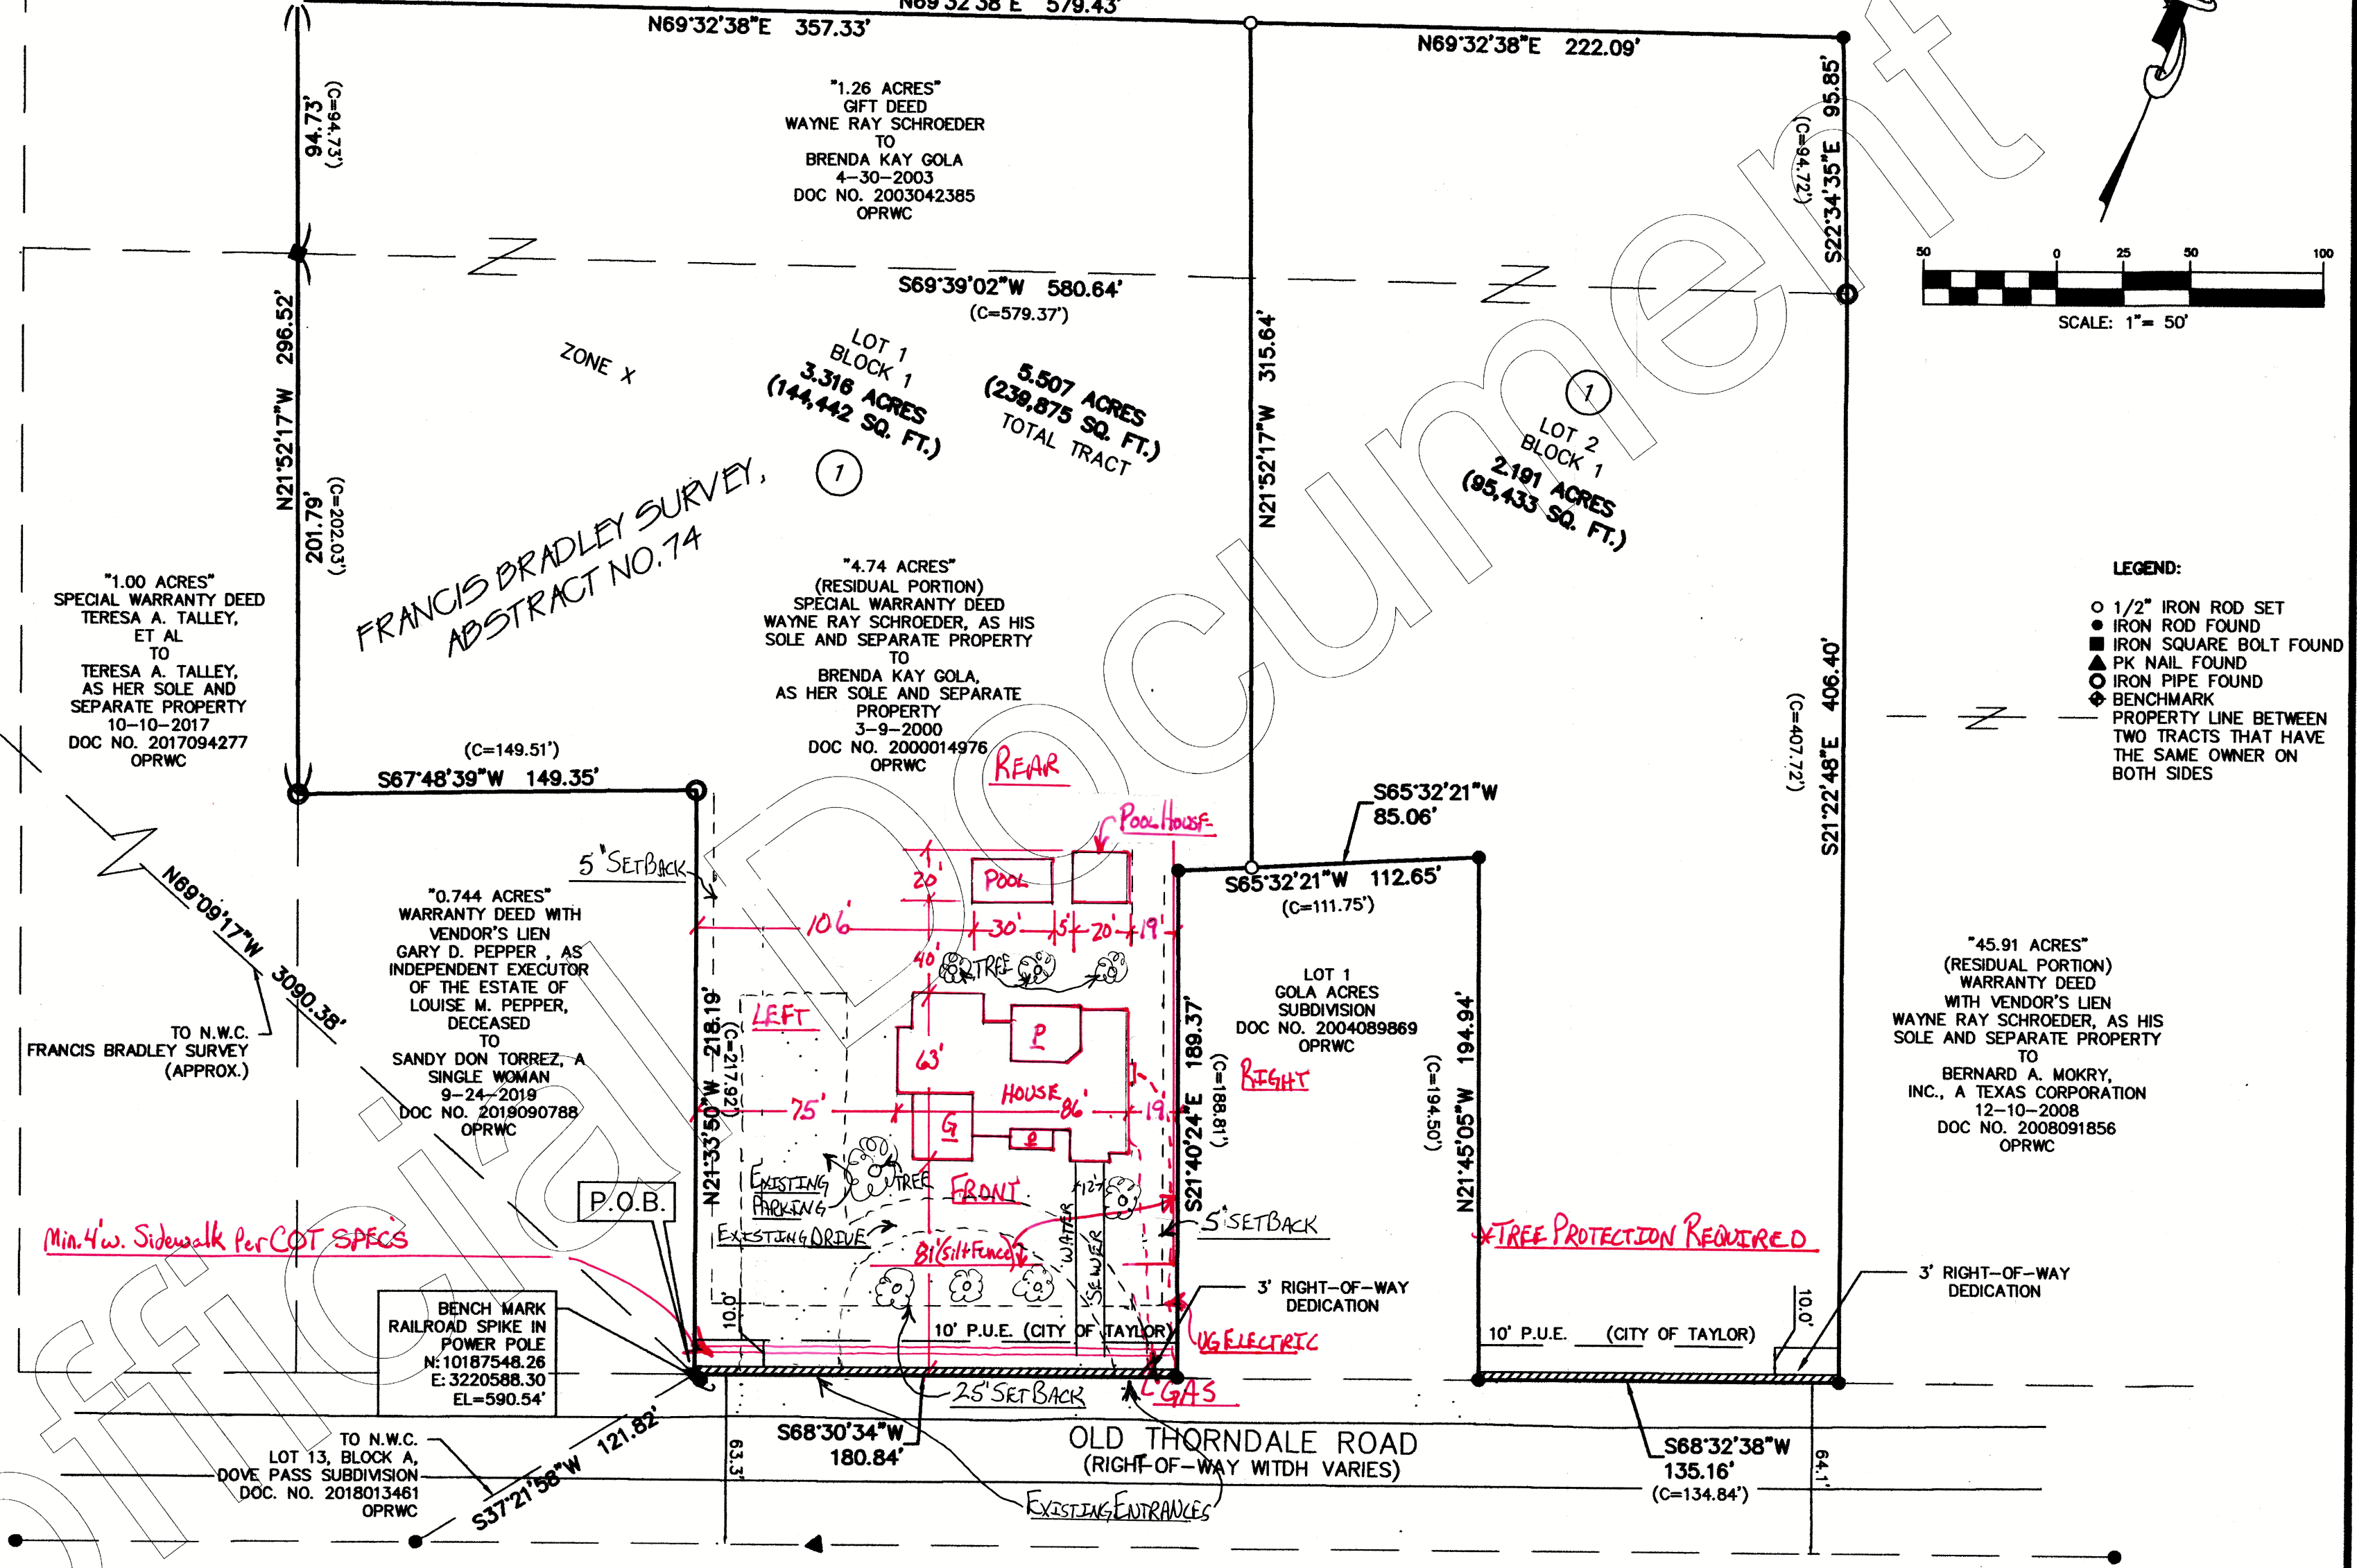 N69°32'38"E 579.43'
N69°32'38"E 357.33'
N69°32'38"E 222.09'
94.73'
(C=94.73')
"1.26 ACRES"
GIFT DEED
WAYNE RAY SCHROEDER
TO
BRENDA KAY GOLA
4-30-2003
DOC NO. 2003042385
OPRWC
S22°34'35"E 95.85'
(C=94.72')
50 0 25 50 100
SCALE: 1"= 50'
S69°39'02"W 580.64'
(C=579.37')
N21°52'17"W 296.52'
201.79'
(C=202.03')
ZONE X
LOT 1
BLOCK 1
3.316 ACRES
(144,442 SQ. FT.)
5.507 ACRES
(239,875 SQ. FT.)
TOTAL TRACT
1
N21°52'17"W 315.64'
1
LOT 2
BLOCK 1
2.191 ACRES
(95,433 SQ. FT.)
FRANCIS BRADLEY SURVEY,
ABSTRACT NO. 74
"1.00 ACRES"
SPECIAL WARRANTY DEED
TERESA A. TALLEY,
ET AL
TO
TERESA A. TALLEY,
AS HER SOLE AND
SEPARATE PROPERTY
10-10-2017
DOC NO. 2017094277
OPRWC
"4.74 ACRES"
(RESIDUAL PORTION)
SPECIAL WARRANTY DEED
WAYNE RAY SCHROEDER, AS HIS
SOLE AND SEPARATE PROPERTY
TO
BRENDA KAY GOLA,
AS HER SOLE AND SEPARATE
PROPERTY
3-9-2000
DOC NO. 2000014976
OPRWC
LEGEND:
1/2" IRON ROD SET
IRON ROD FOUND
IRON SQUARE BOLT FOUND
PK NAIL FOUND
IRON PIPE FOUND
BENCHMARK
PROPERTY LINE BETWEEN
TWO TRACTS THAT HAVE
THE SAME OWNER ON
BOTH SIDES
S21°22'48"E 406.40'
(C=407.72')
(C=149.51')
S67°48'39"W 149.35'
REAR
POOL HOUSE
S65°32'21"W
85.06'
S65°32'21"W 112.65'
(C=111.75')
5' SETBACK
20'
POOL
106'
30'
5'
20'
19'
40'
TREE
N69°09'17"W 3090.38'
TO N.W.C.
FRANCIS BRADLEY SURVEY
(APPROX.)
"0.744 ACRES"
WARRANTY DEED WITH
VENDOR'S LIEN
GARY D. PEPPER , AS
INDEPENDENT EXECUTOR
OF THE ESTATE OF
LOUISE M. PEPPER,
DECEASED
TO
SANDY DON TORREZ, A
SINGLE WOMAN
9-24-2019
DOC NO. 2019090788
OPRWC
N21°33'50"W 218.19'
(C=217.92')
LEFT
63'
P
HOUSE
75'
86'
19'
G
P
S21°40'24"E 189.37'
(C=188.81')
LOT 1
GOLA ACRES
SUBDIVISION
DOC NO. 2004089869
OPRWC
RIGHT
N21°45'05"W 194.94'
(C=194.50')
"45.91 ACRES"
(RESIDUAL PORTION)
WARRANTY DEED
WITH VENDOR'S LIEN
WAYNE RAY SCHROEDER, AS HIS
SOLE AND SEPARATE PROPERTY
TO
BERNARD A. MOKRY,
INC., A TEXAS CORPORATION
12-10-2008
DOC NO. 2008091856
OPRWC
EXISTING
PARKING
TREE
FRONT
12'
P.O.B.
EXISTING DRIVE
81' (Silt Fence)
WATER
SEWER
5' SETBACK
Min. 4'w. Sidewalk Per COT SPECS
*TREE PROTECTION REQUIRED
BENCH MARK
RAILROAD SPIKE IN
POWER POLE
N: 10187548.26
E: 3220588.30
EL=590.54'
10.0'
10' P.U.E. (CITY OF TAYLOR)
3' RIGHT-OF-WAY
DEDICATION
UG ELECTRIC
10' P.U.E. (CITY OF TAYLOR)
10.0'
3' RIGHT-OF-WAY
DEDICATION
25' SETBACK
GAS
TO N.W.C.
LOT 13, BLOCK A,
DOVE PASS SUBDIVISION
DOC. NO. 2018013461
OPRWC
S37°21'58"W 121.82'
63.3'
S68°30'34"W
180.84'
OLD THORNDALE ROAD
(RIGHT-OF-WAY WITDH VARIES)
S68°32'38"W
135.16'
(C=134.84')
64.1'
EXISTING ENTRANCES
Official Document